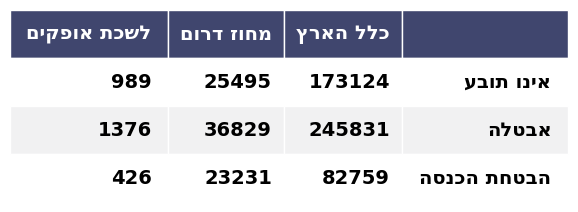 כלל הארץ מחוז דרום לשכת אופקים
אינו תובע 173124 25495 989
אבטלה 245831 36829 1376
הבטחת הכנסה 82759 23231 426